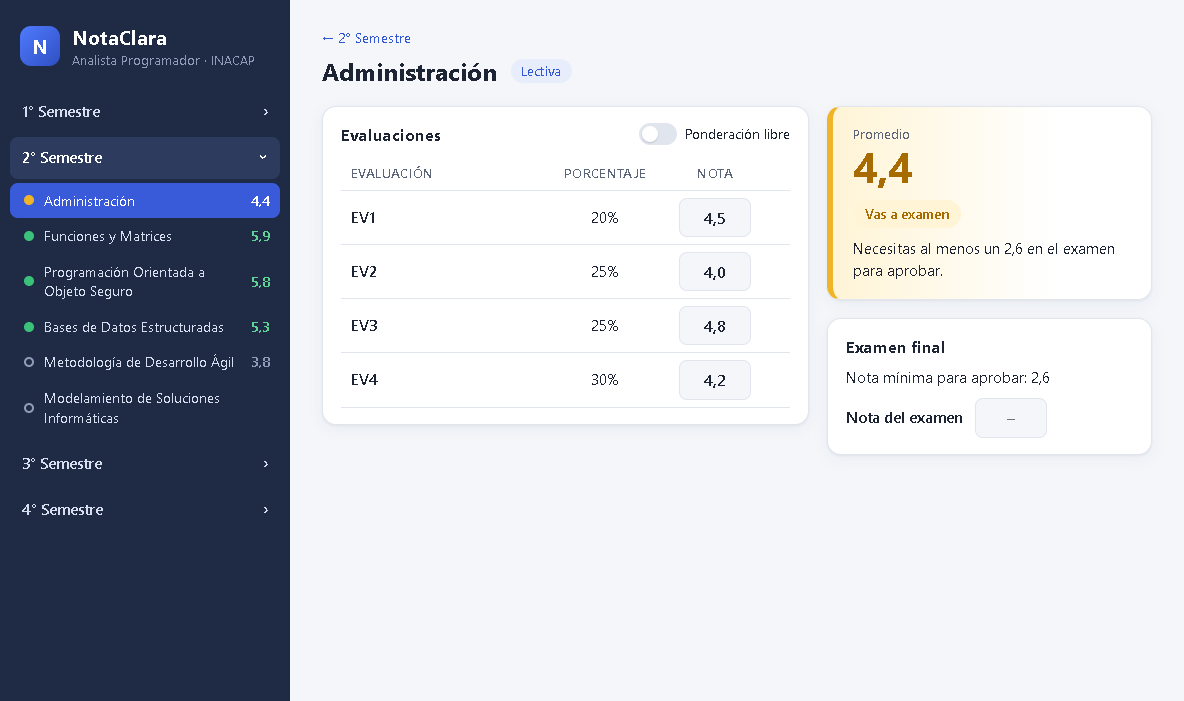 N
NotaClara
Analista Programador · INACAP
1° Semestre ›
2° Semestre
Administración 4,4
Funciones y Matrices 5,9
Programación Orientada a
Objeto Seguro 5,8
Bases de Datos Estructuradas 5,3
Metodología de Desarrollo Ágil 3,8
Modelamiento de Soluciones
Informáticas
3° Semestre ›
4° Semestre ›
← 2° Semestre
Administración Lectiva
Evaluaciones Ponderación libre
EVALUACIÓN PORCENTAJE NOTA
EV1 20% 4,5
EV2 25% 4,0
EV3 25% 4,8
EV4 30% 4,2
Promedio
4,4
Vas a examen
Necesitas al menos un 2,6 en el examen
para aprobar.
Examen final
Nota mínima para aprobar: 2,6
Nota del examen –